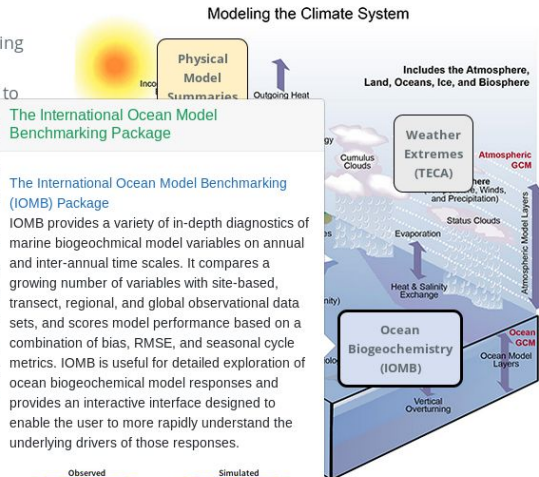 Modeling the Climate System
ing
to
Physical
Model
Summaries
Outgoing Heat
Includes the Atmosphere,
Land, Oceans, Ice, and Biosphere
The International Ocean Model
Benchmarking Package
The International Ocean Model Benchmarking
(IOMB) Package
IOMB provides a variety of in-depth diagnostics of
marine biogeochmical model variables on annual
and inter-annual time scales. It compares a
growing number of variables with site-based,
transect, regional, and global observational data
sets, and scores model performance based on a
combination of bias, RMSE, and seasonal cycle
metrics. IOMB is useful for detailed exploration of
ocean biogeochemical model responses and
provides an interactive interface designed to
enable the user to more rapidly understand the
underlying drivers of those responses.
Observed
Simulated
Cumulus
Clouds
Weather
Extremes
(TECA)
Atmospheric
GCM
Winds,
and Precipitation)
Status Clouds
Evaporation
Atmospheric Model Layers
Heat & Salinity
Exchange
Ocean
Biogeochemistry
(IOMB)
Ocean
GCM
Ocean Model
Layers
Vertical
Overturning